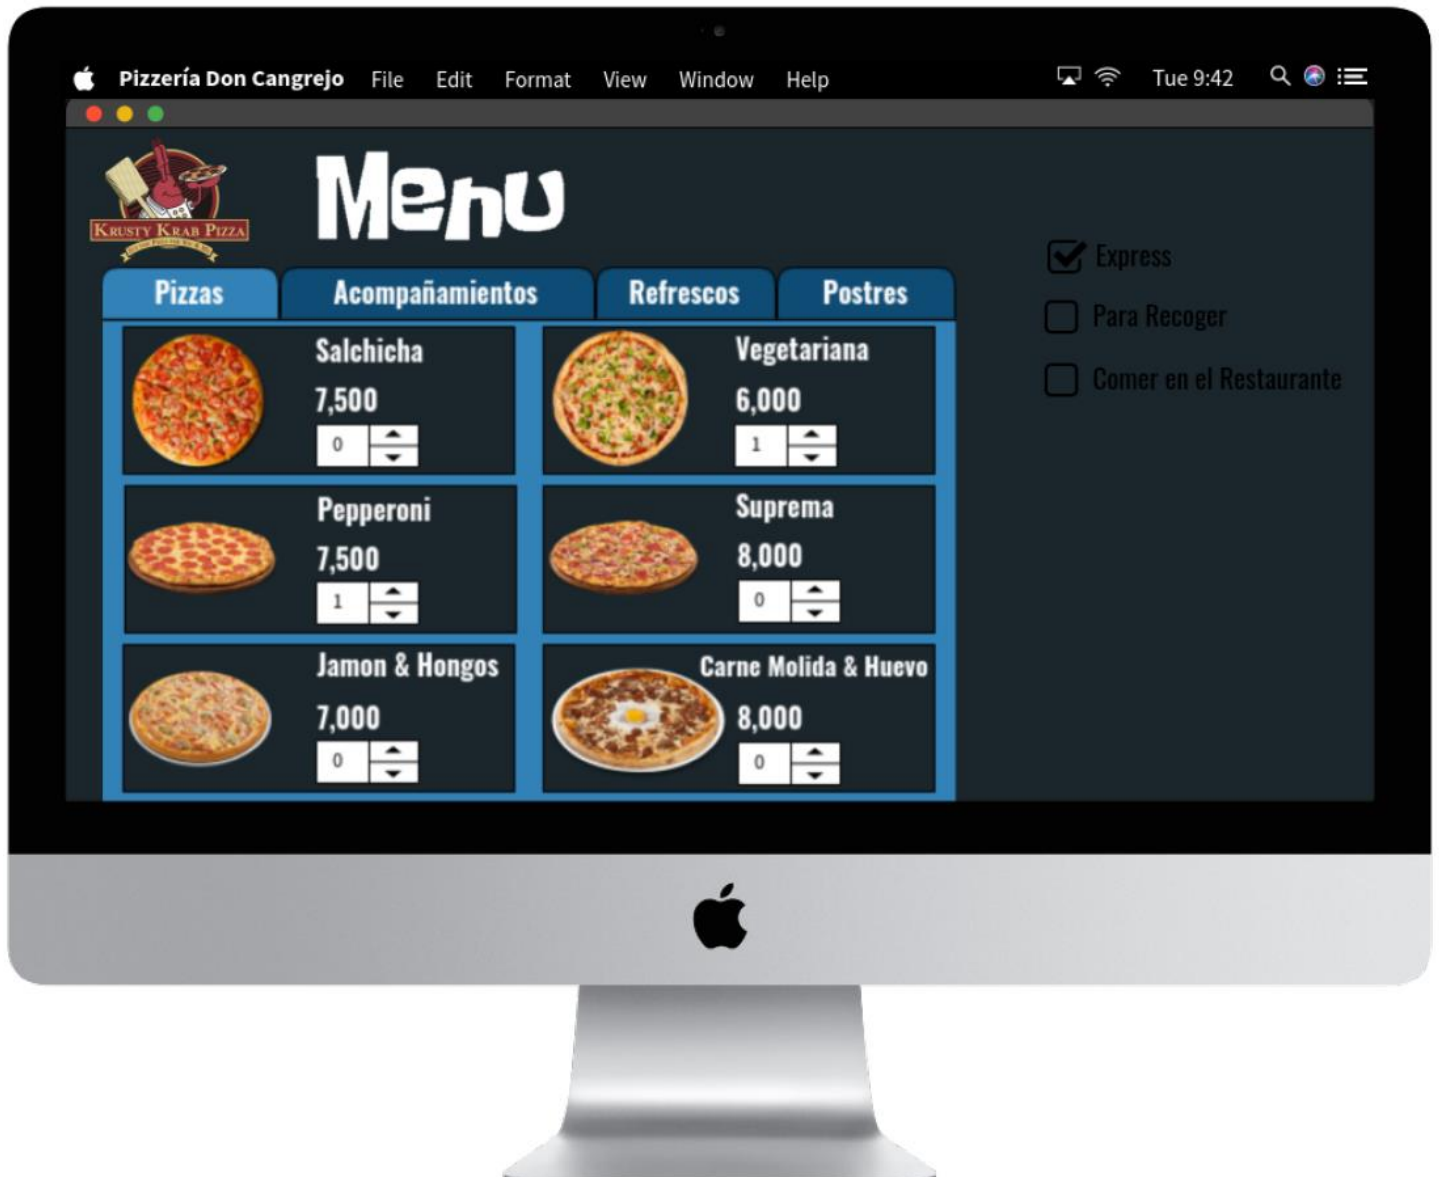 Pizzería Don Cangrejo File Edit Format View Window Help Tue 9:42
KRUSTY KRAB PIZZA
Menu
Pizzas Acompañamientos Refrescos Postres
Express
Para Recoger
Comer en el Restaurante
Salchicha
7,500
0
Vegetariana
6,000
1
Pepperoni
7,500
1
Suprema
8,000
0
Jamon & Hongos
7,000
0
Carne Molida & Huevo
8,000
0